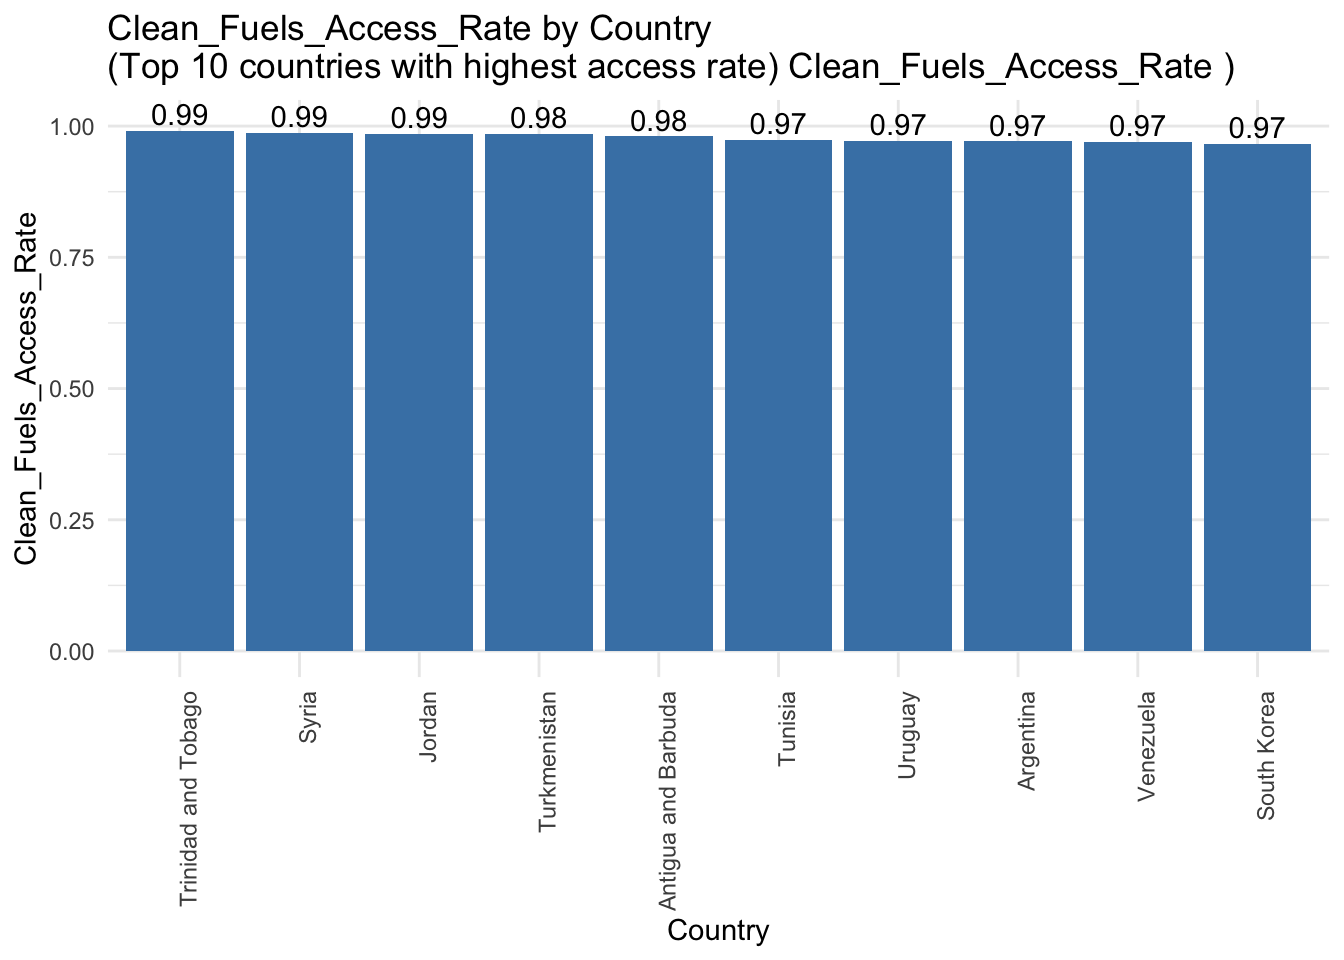 Clean_Fuels_Access_Rate by Country
(Top 10 countries with highest access rate) Clean_Fuels_Access_Rate )
0.99
0.99
0.99
0.98
0.98
0.97
0.97
0.97
0.97
0.97
1.00
0.75
0.50
0.25
0.00
Clean_Fuels_Access_Rate
Trinidad and Tobago
Syria
Jordan
Turkmenistan
Antigua and Barbuda
Tunisia
Uruguay
Argentina
Venezuela
South Korea
Country